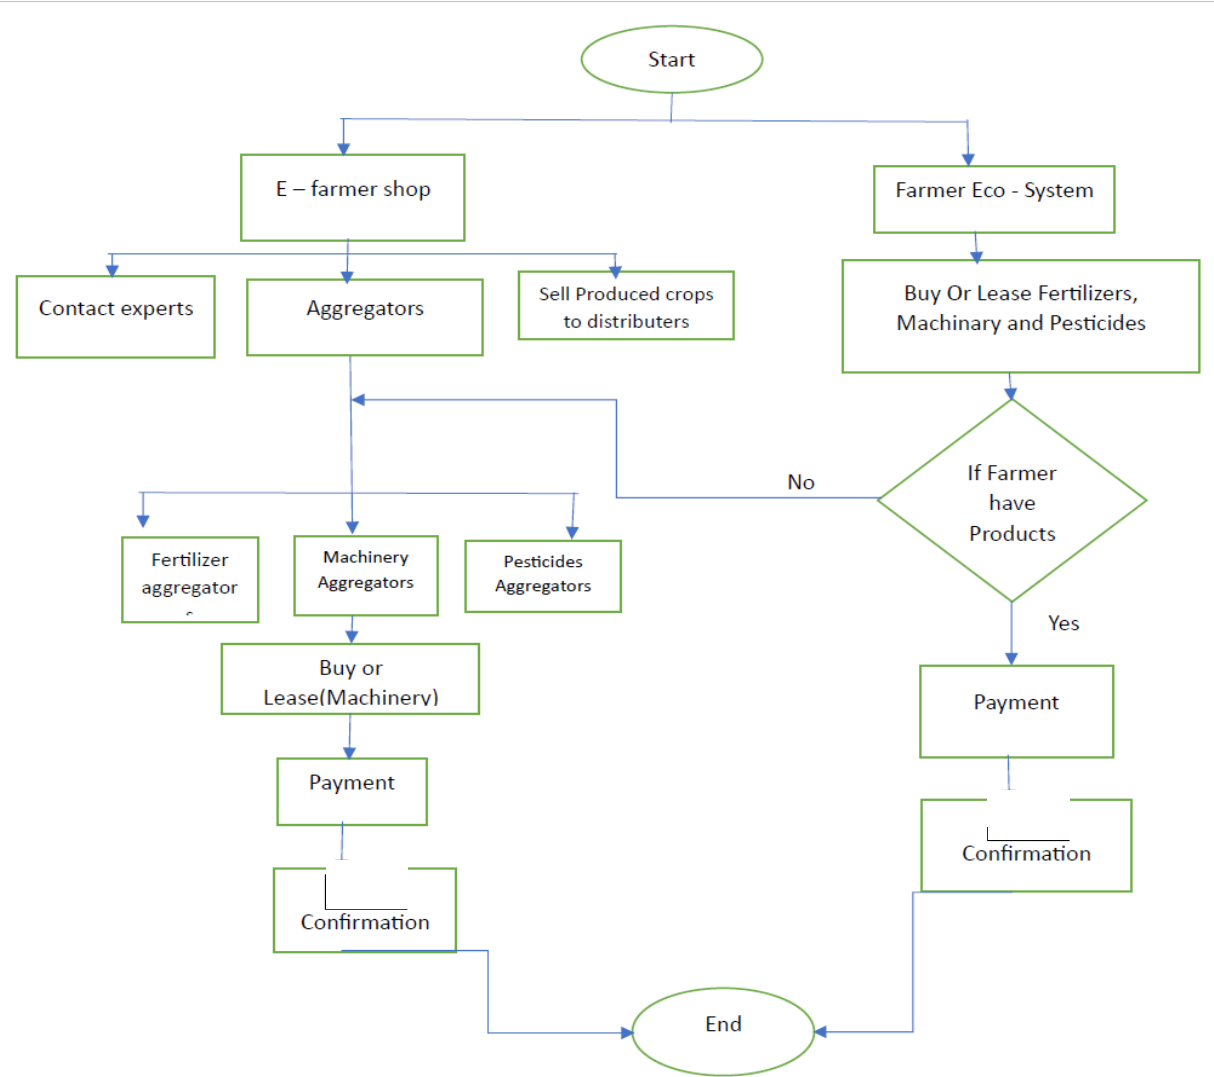 Start
E – farmer shop
Farmer Eco - System
Contact experts
Aggregators
Sell Produced crops
to distributers
Buy Or Lease Fertilizers,
Machinary and Pesticides
If Farmer
have
Products
No
Yes
Fertilizer
aggregator
s
Machinery
Aggregators
Pesticides
Aggregators
Buy or
Lease(Machinery)
Payment
Payment
Confirmation
Confirmation
End